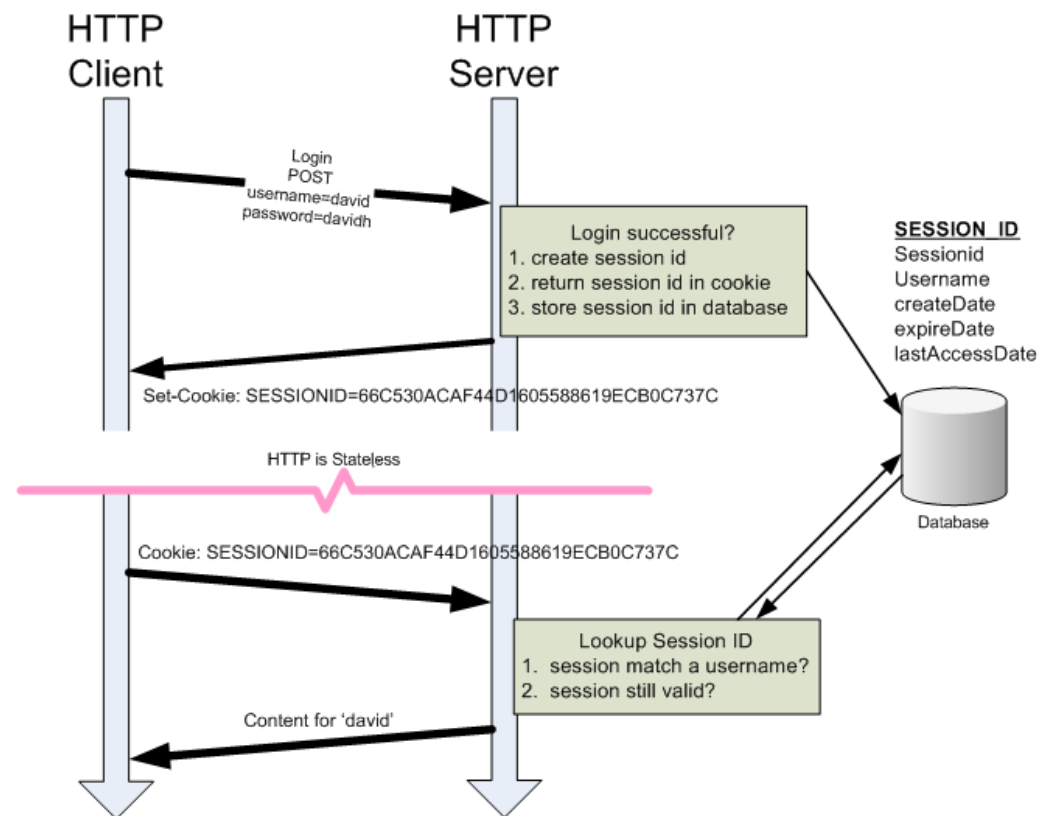 HTTP
Client
HTTP
Server
Login
POST
username=david
password=davidh
Login successful?
1. create session id
2. return session id in cookie
3. store session id in database
SESSION_ID
Sessionid
Username
createDate
expireDate
lastAccessDate
Set-Cookie: SESSIONID=66C530ACAF44D1605588619ECB0C737C
HTTP is Stateless
Database
Cookie: SESSIONID=66C530ACAF44D1605588619ECB0C737C
Lookup Session ID
1. session match a username?
2. session still valid?
Content for ‘david’